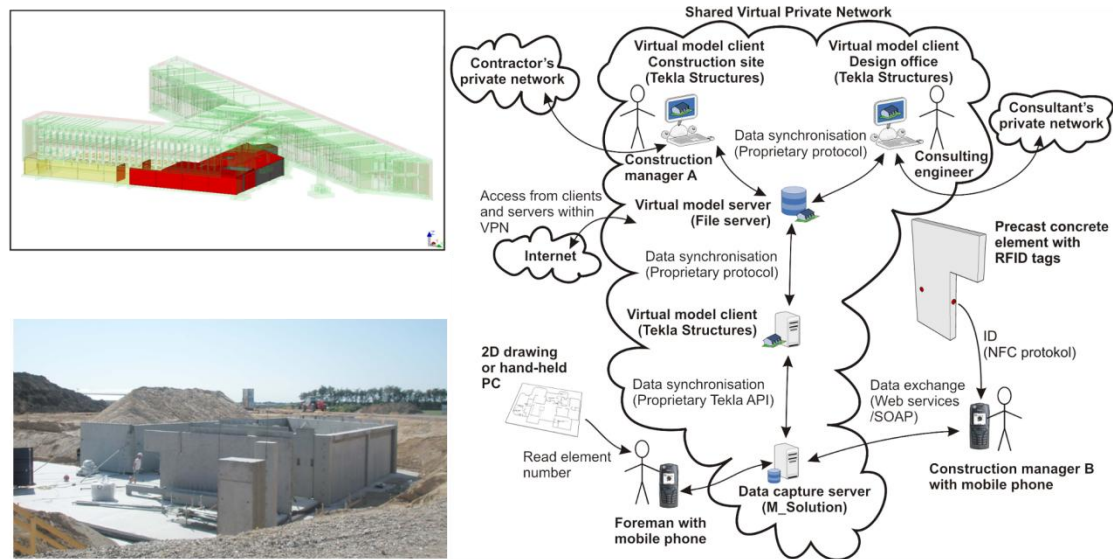 Shared Virtual Private Network
Contractor's
private network
Virtual model client
Construction site
(Tekla Structures)
Virtual model client
Design office
(Tekla Structures)
Consultant's
private network
Data synchronisation
(Proprietary protocol)
Construction
manager A
Consulting
engineer
Access from clients
and servers within
VPN
Internet
Virtual model server
(File server)
Precast concrete
element with
RFID tags
Data synchronisation
(Proprietary protocol)
Virtual model client
(Tekla Structures)
ID
(NFC protokol)
2D drawing
or hand-held
PC
Data synchronisation
(Proprietary Tekla API)
Data exchange
(Web services
/SOAP)
Read element
number
Construction manager B
with mobile phone
Data capture server
(M_Solution)
Foreman with
mobile phone